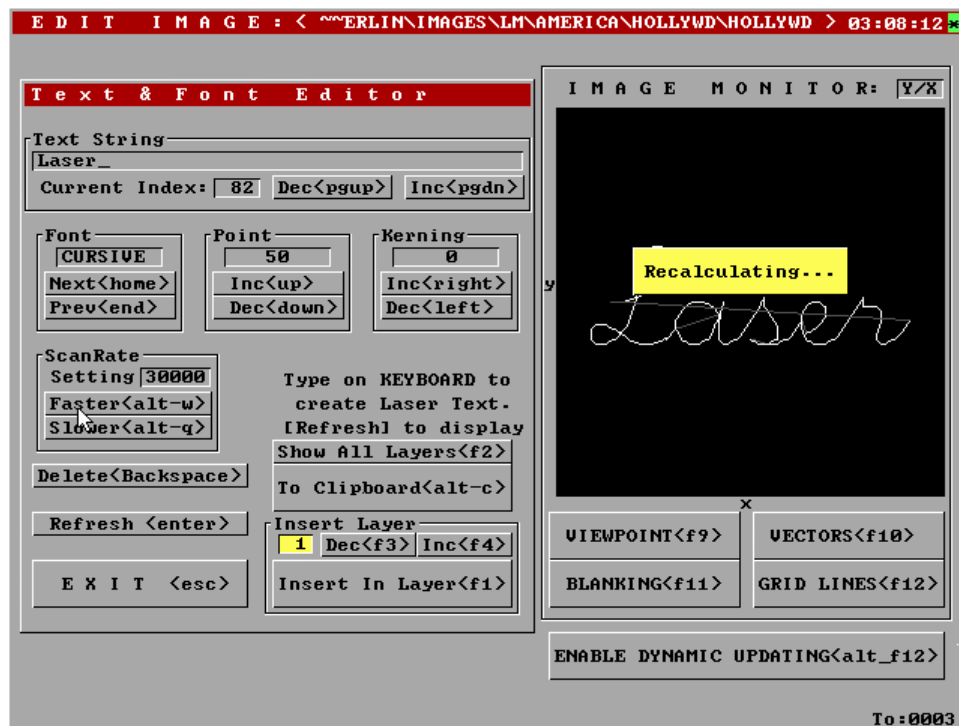 E D I T   I M A G E : < ~~ERLIN\IMAGES\LM\AMERICA\HOLLYWD\HOLLYWD > 03:08:12 *
T e x t   &   F o n t   E d i t o r
Text String
Laser_
Current Index: 82 Dec<pgup> Inc<pgdn>
Font
CURSIVE
Next<home>
Prev<end>
Point
50
Inc<up>
Dec<down>
Kerning
0
Inc<right>
Dec<left>
ScanRate
Setting 30000
Faster<alt-w>
Slower<alt-q>
Type on KEYBOARD to
create Laser Text.
[Refresh] to display
Show All Layers<f2>
To Clipboard<alt-c>
Delete<Backspace>
Refresh <enter>
E X I T <esc>
Insert Layer
1 Dec<f3> Inc<f4>
Insert In Layer<f1>
I M A G E   M O N I T O R: Y/X
Recalculating...
y
Laser
x
VIEWPOINT<f9>
VECTORS<f10>
BLANKING<f11>
GRID LINES<f12>
ENABLE DYNAMIC UPDATING<alt_f12>
To:0003